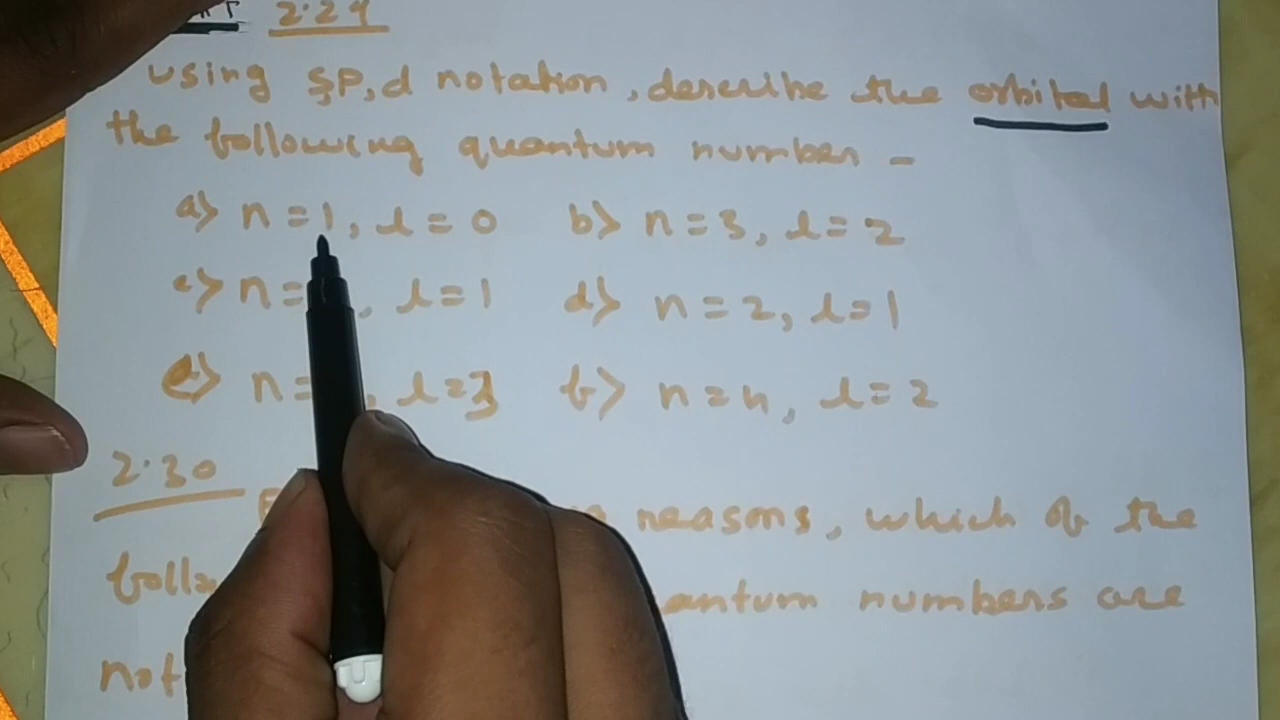 2.29
using s,p,d notation, describe the orbital with
the following quantum number -
a) n=1, l=0 b) n=3, l=2
c) n= , l=1 d) n=2, l=1
e) n= , l=3 f) n=4, l=2
2.30
reasons, which of the
numbers are
not